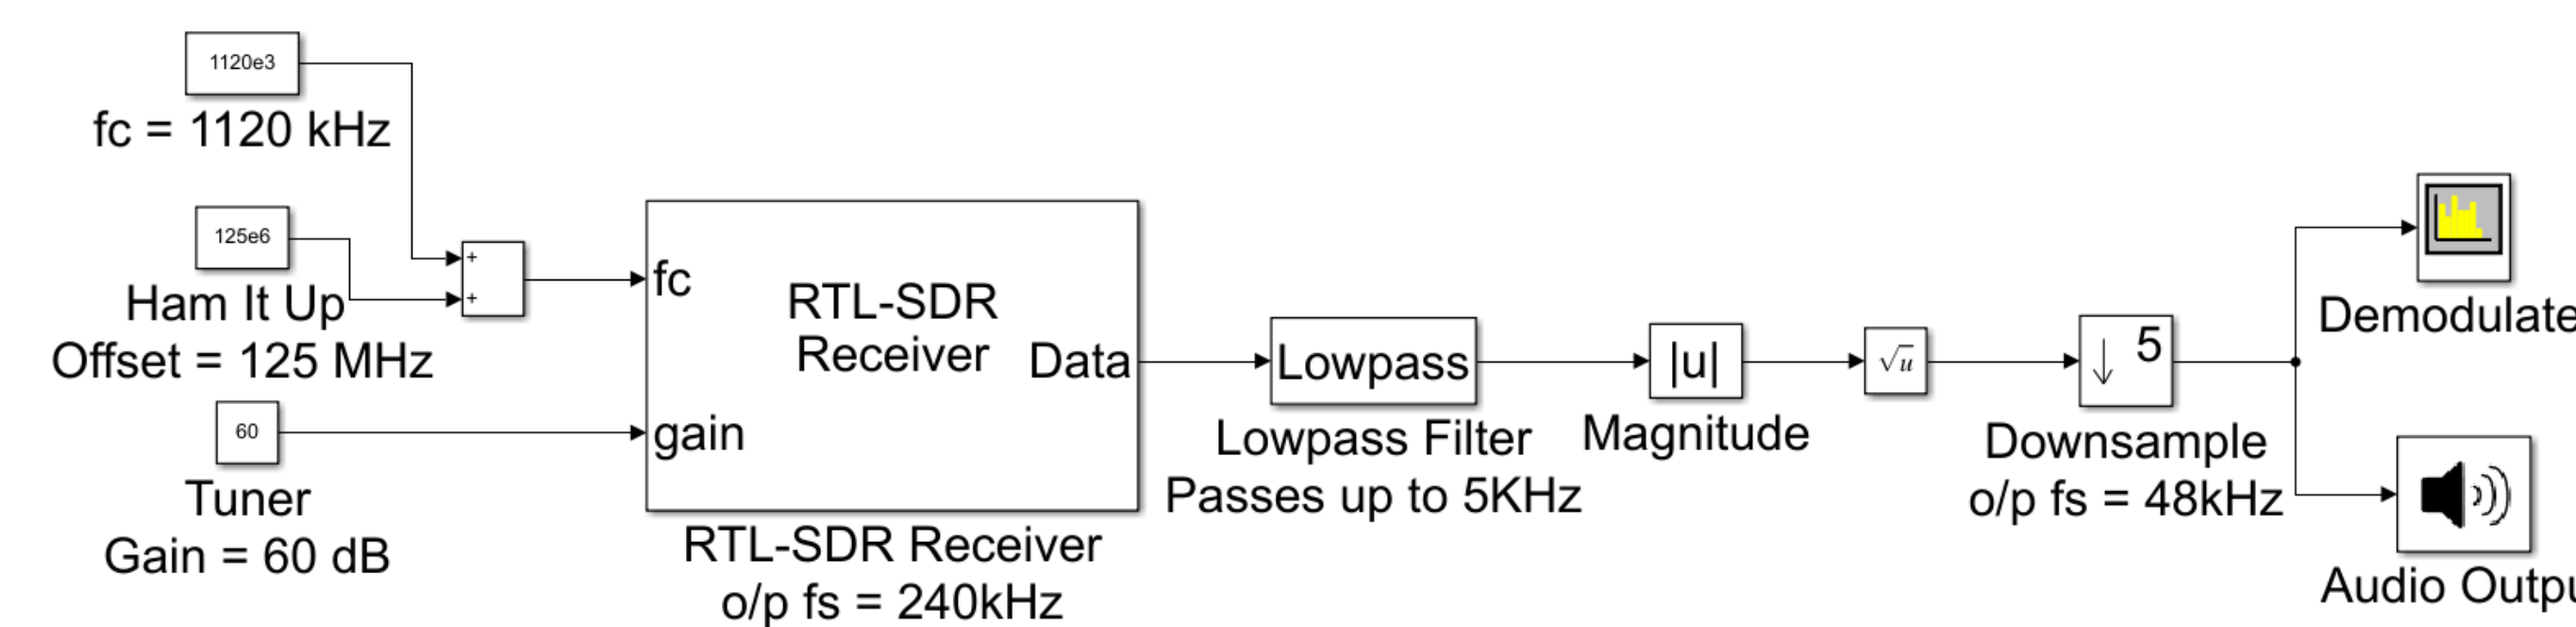 1120e3
fc = 1120 kHz
125e6
Ham It Up
Offset = 125 MHz
60
Tuner
Gain = 60 dB
+
+
fc
gain
RTL-SDR
Receiver
Data
RTL-SDR Receiver
o/p fs = 240kHz
Lowpass
Lowpass Filter
Passes up to 5KHz
|u|
Magnitude
√u
↓ 5
Downsample
o/p fs = 48kHz
Demodulate
Audio Outpu